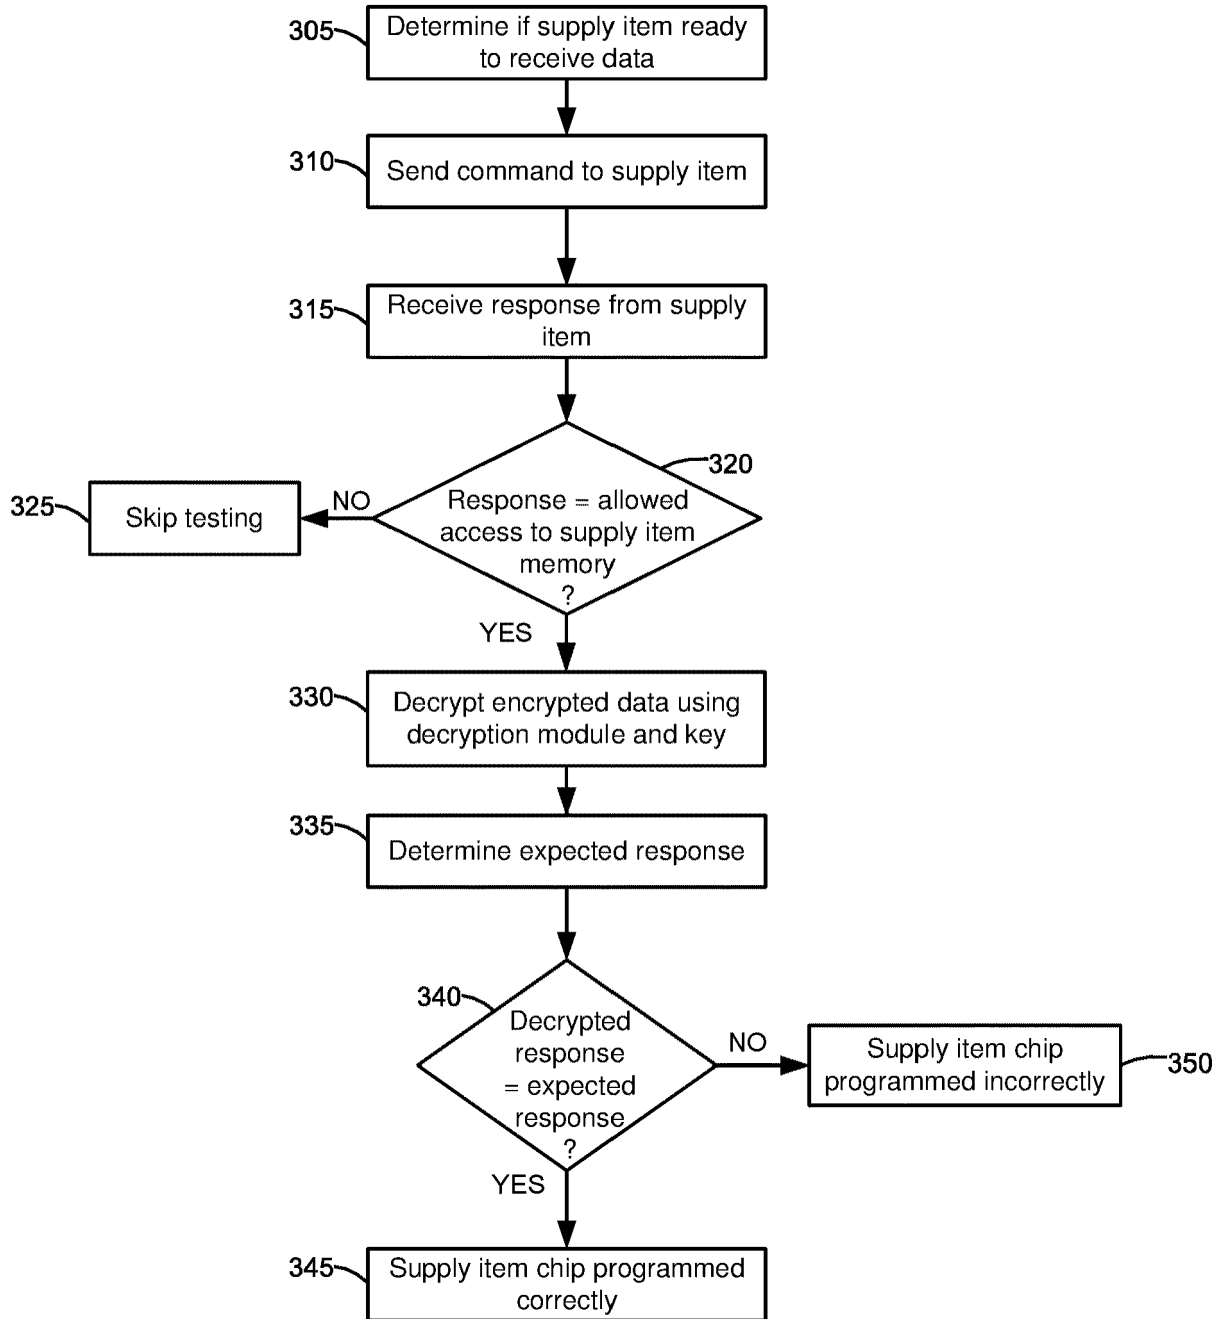 305
Determine if supply item ready
to receive data
310
Send command to supply item
315
Receive response from supply
item
320
Response = allowed
access to supply item
memory
?
NO
325
Skip testing
YES
330
Decrypt encrypted data using
decryption module and key
335
Determine expected response
340
Decrypted
response
= expected
response
?
NO
Supply item chip
programmed incorrectly
350
YES
345
Supply item chip programmed
correctly